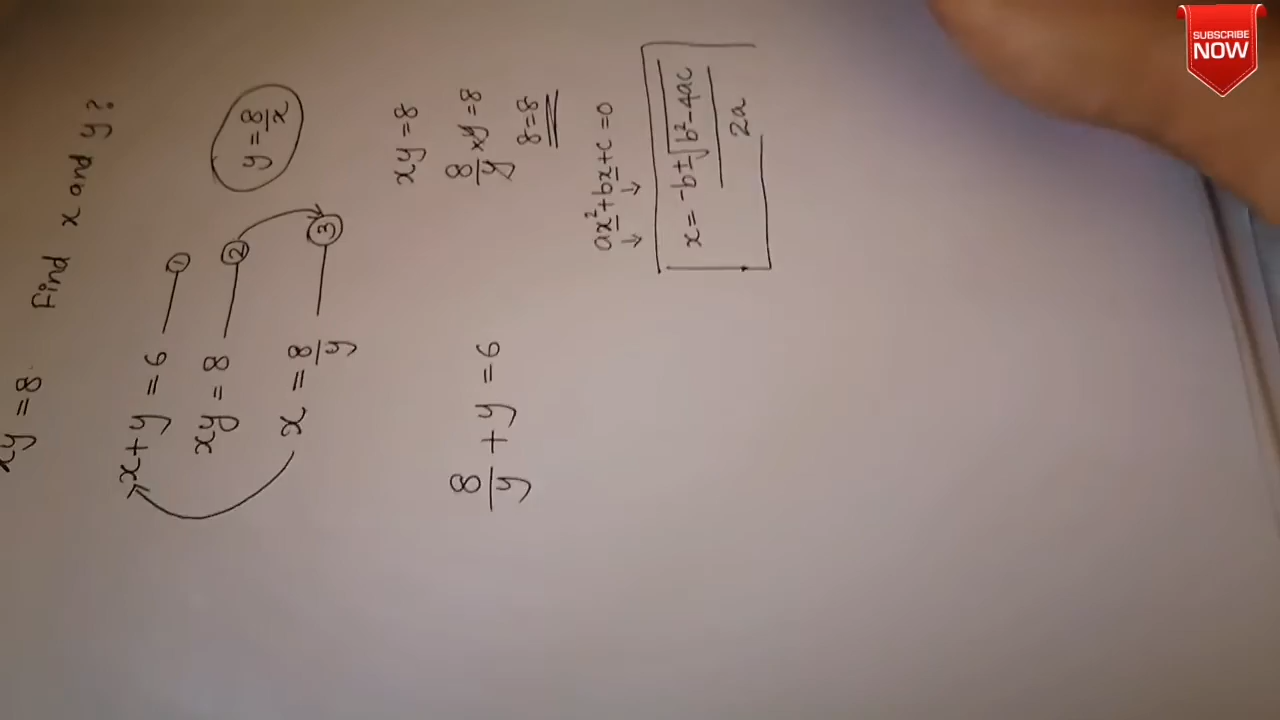 xy = 8. Find x and y?
x + y = 6 — ①
xy = 8 — ②
y = 8/x
x = 8/y — ③
xy = 8
8/y × y = 8
8 = 8
8/y + y = 6
ax² + bx + c = 0
x = -b ± √b² - 4ac / 2a
SUBSCRIBE
NOW